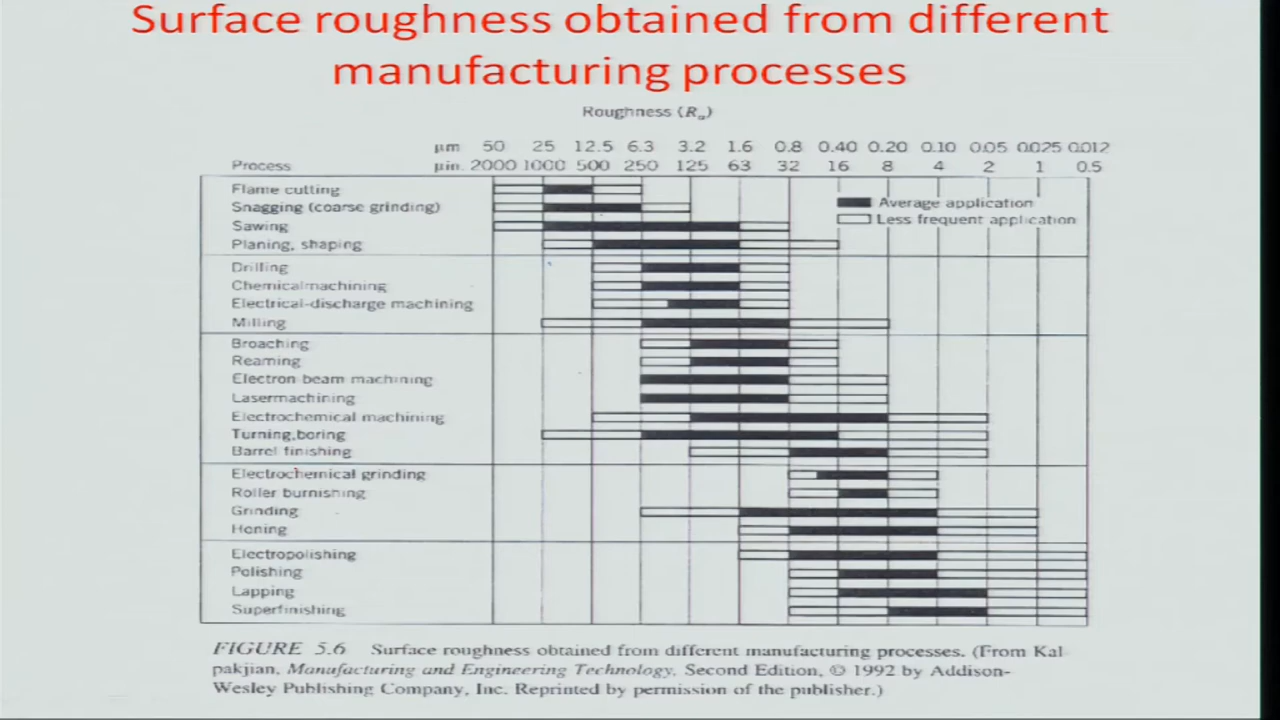 Surface roughness obtained from different
manufacturing processes
Roughness (Ra)
μm 50 25 12.5 6.3 3.2 1.6 0.8 0.40 0.20 0.10 0.05 0.025 0.012
Process μin. 2000 1000 500 250 125 63 32 16 8 4 2 1 0.5
Flame cutting
Snagging (coarse grinding)
Sawing
Planing, shaping
Average application
Less frequent application
Drilling
Chemical machining
Electrical-discharge machining
Milling
Broaching
Reaming
Electron beam machining
Laser machining
Electrochemical machining
Turning, boring
Barrel finishing
Electrochemical grinding
Roller burnishing
Grinding
Honing
Electropolishing
Polishing
Lapping
Superfinishing
FIGURE 5.6 Surface roughness obtained from different manufacturing processes. (From Kal
pakjian, Manufacturing and Engineering Technology, Second Edition, © 1992 by Addison-
Wesley Publishing Company, Inc. Reprinted by permission of the publisher.)